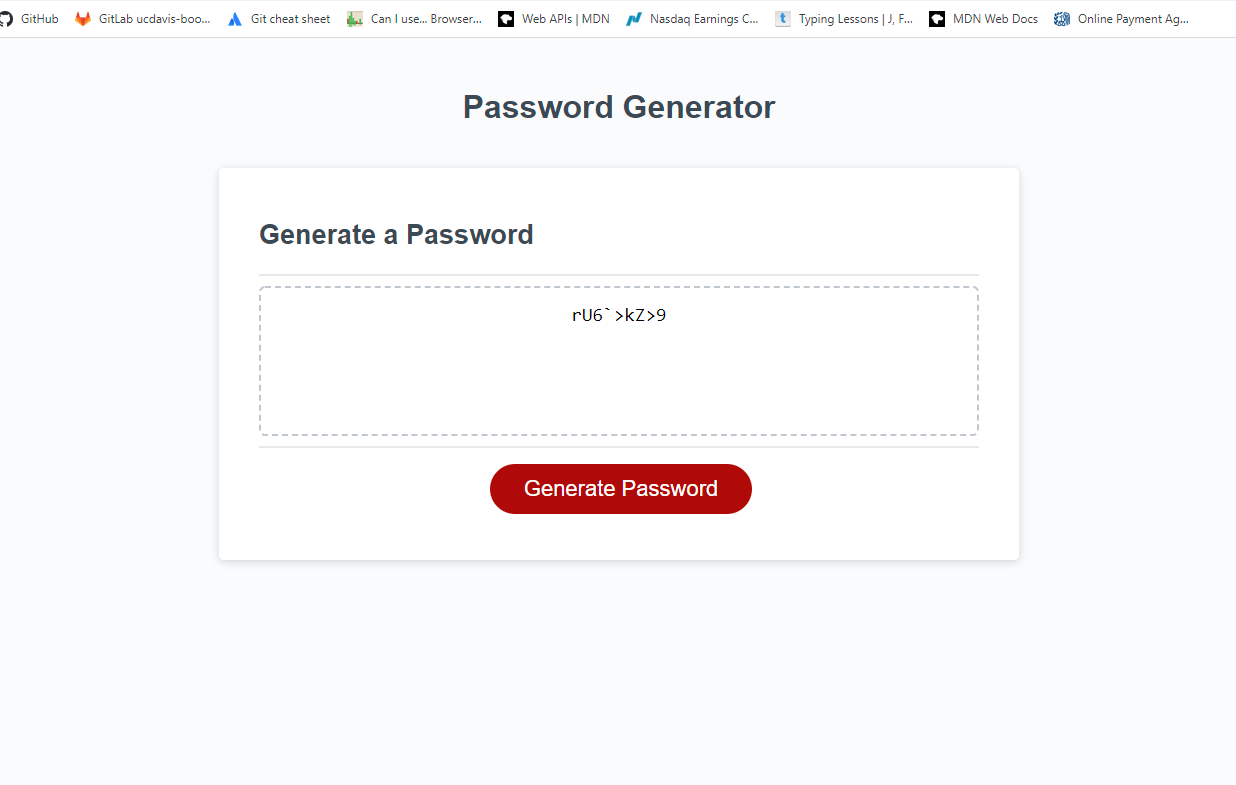 GitHub GitLab ucdavis-boo... Git cheat sheet Can I use... Browser... Web APIs | MDN Nasdaq Earnings C... Typing Lessons | J, F... MDN Web Docs Online Payment Ag...
Password Generator
Generate a Password
rU6`>kZ>9
Generate Password